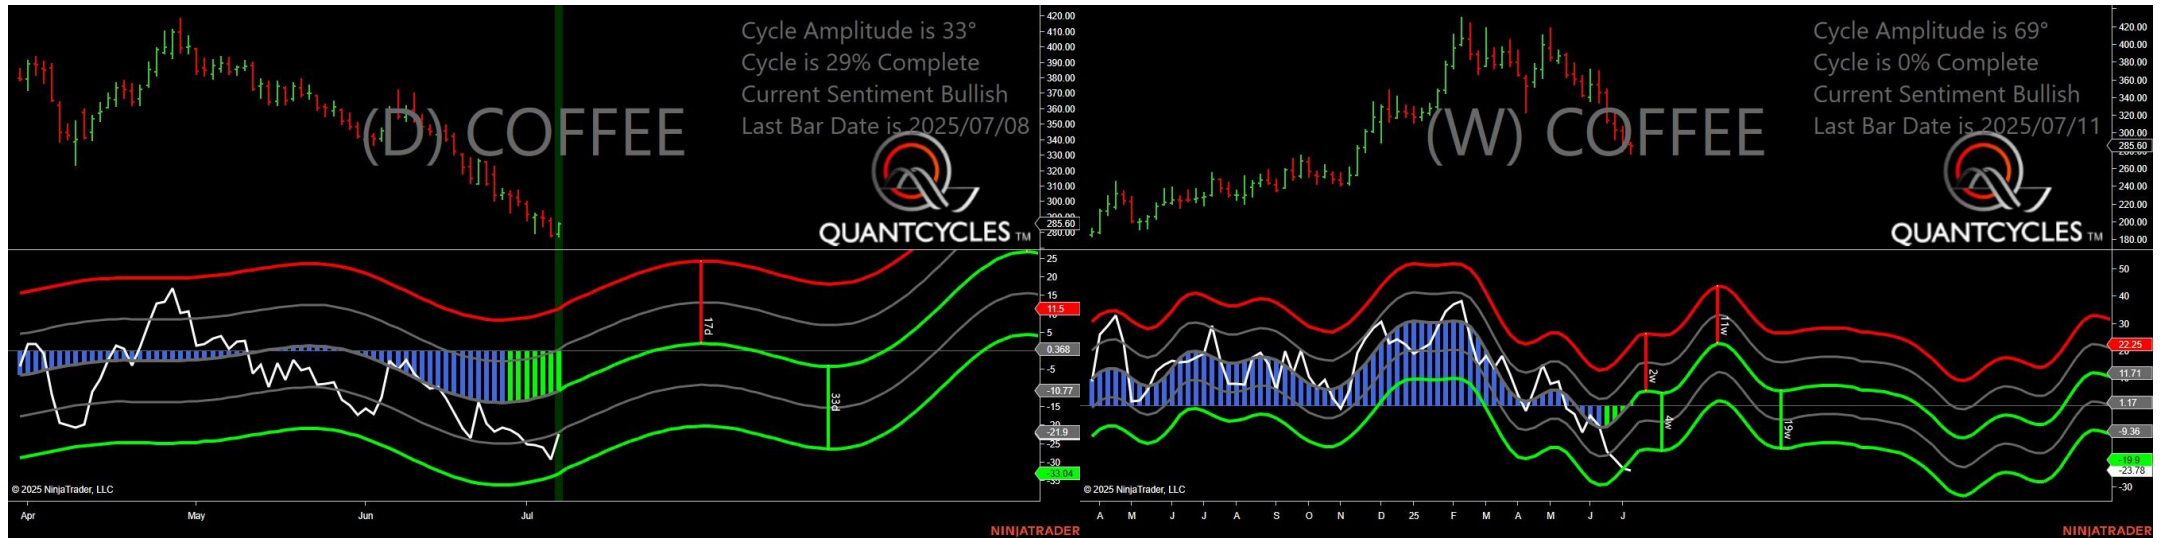 Cycle Amplitude is 33°
Cycle is 29% Complete
Current Sentiment Bullish
Last Bar Date is 2025/07/08
(D) COFFEE
QUANTCYCLES TM
420.00
410.00
400.00
390.00
380.00
370.00
360.00
350.00
340.00
330.00
320.00
310.00
300.00
285.60
280.00
25
20
15
11.5
5
0.368
-5
-10.77
-15
-21.9
-25
-30
-33.04
17d
33d
© 2025 NinjaTrader, LLC
Apr
May
Jun
Jul
NINJATRADER
Cycle Amplitude is 69°
Cycle is 0% Complete
Current Sentiment Bullish
Last Bar Date is 2025/07/11
(W) COFFEE
QUANTCYCLES TM
420.00
400.00
380.00
360.00
340.00
320.00
300.00
285.60
260.00
240.00
220.00
200.00
180.00
50
40
30
22.25
11.71
1.17
-9.36
-19.9
-23.78
-30
2w
4w
11w
19w
© 2025 NinjaTrader, LLC
A M J J A S O N D 25 F M A M J J
NINJATRADER